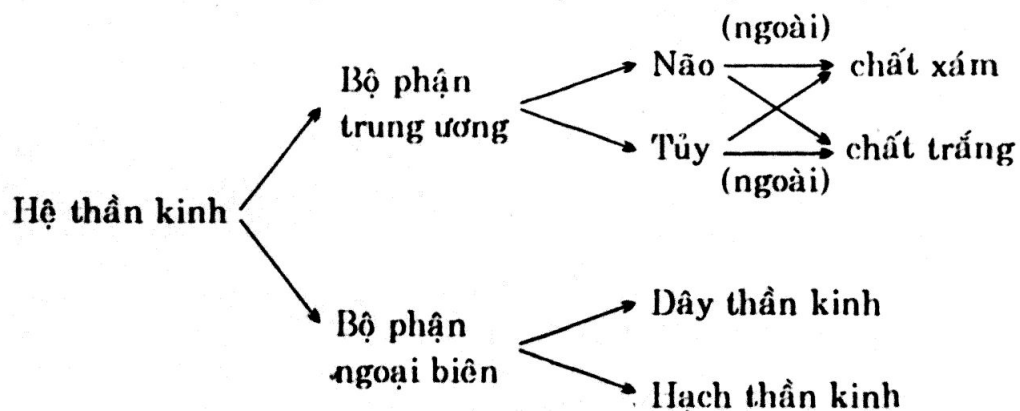 (ngoài)
Não
chất xám
Bộ phận
trung ương
Tủy
chất trắng
(ngoài)
Hệ thần kinh
Dây thần kinh
Bộ phận
ngoại biên
Hạch thần kinh